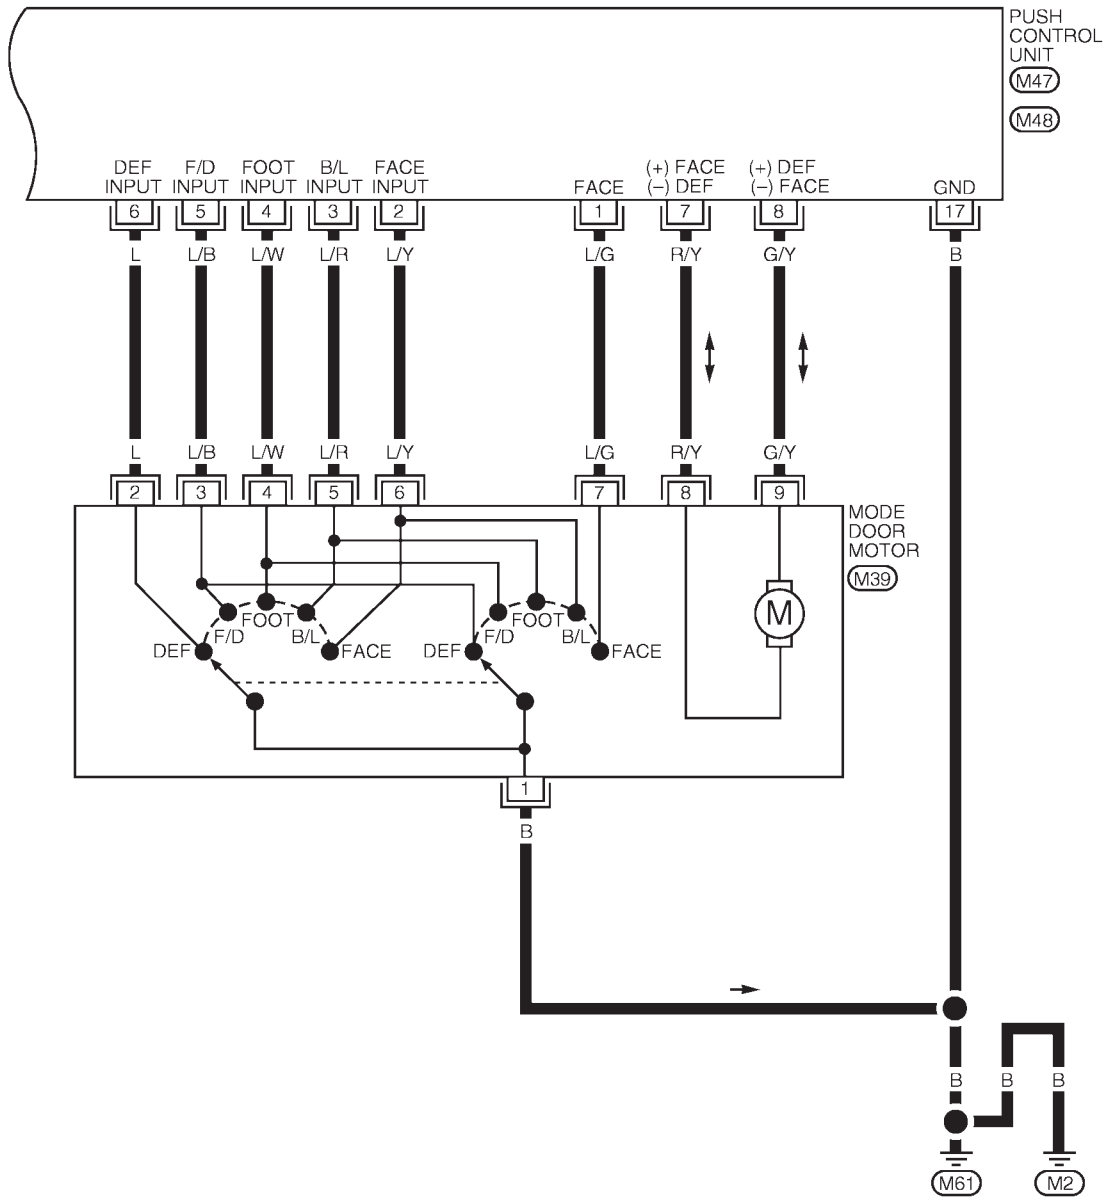 PUSH
CONTROL
UNIT
M47
M48
DEF F/D FOOT B/L FACE (+) FACE (+) DEF
INPUT INPUT INPUT INPUT INPUT FACE (–) DEF (–) FACE GND
6 5 4 3 2 1 7 8 17
L L/B L/W L/R L/Y L/G R/Y G/Y B
L L/B L/W L/R L/Y L/G R/Y G/Y
2 3 4 5 6 7 8 9
MODE
DOOR
MOTOR
M39
M
FOOT FOOT
F/D B/L F/D B/L
DEF FACE DEF FACE
1
B
B B B
M61 M2